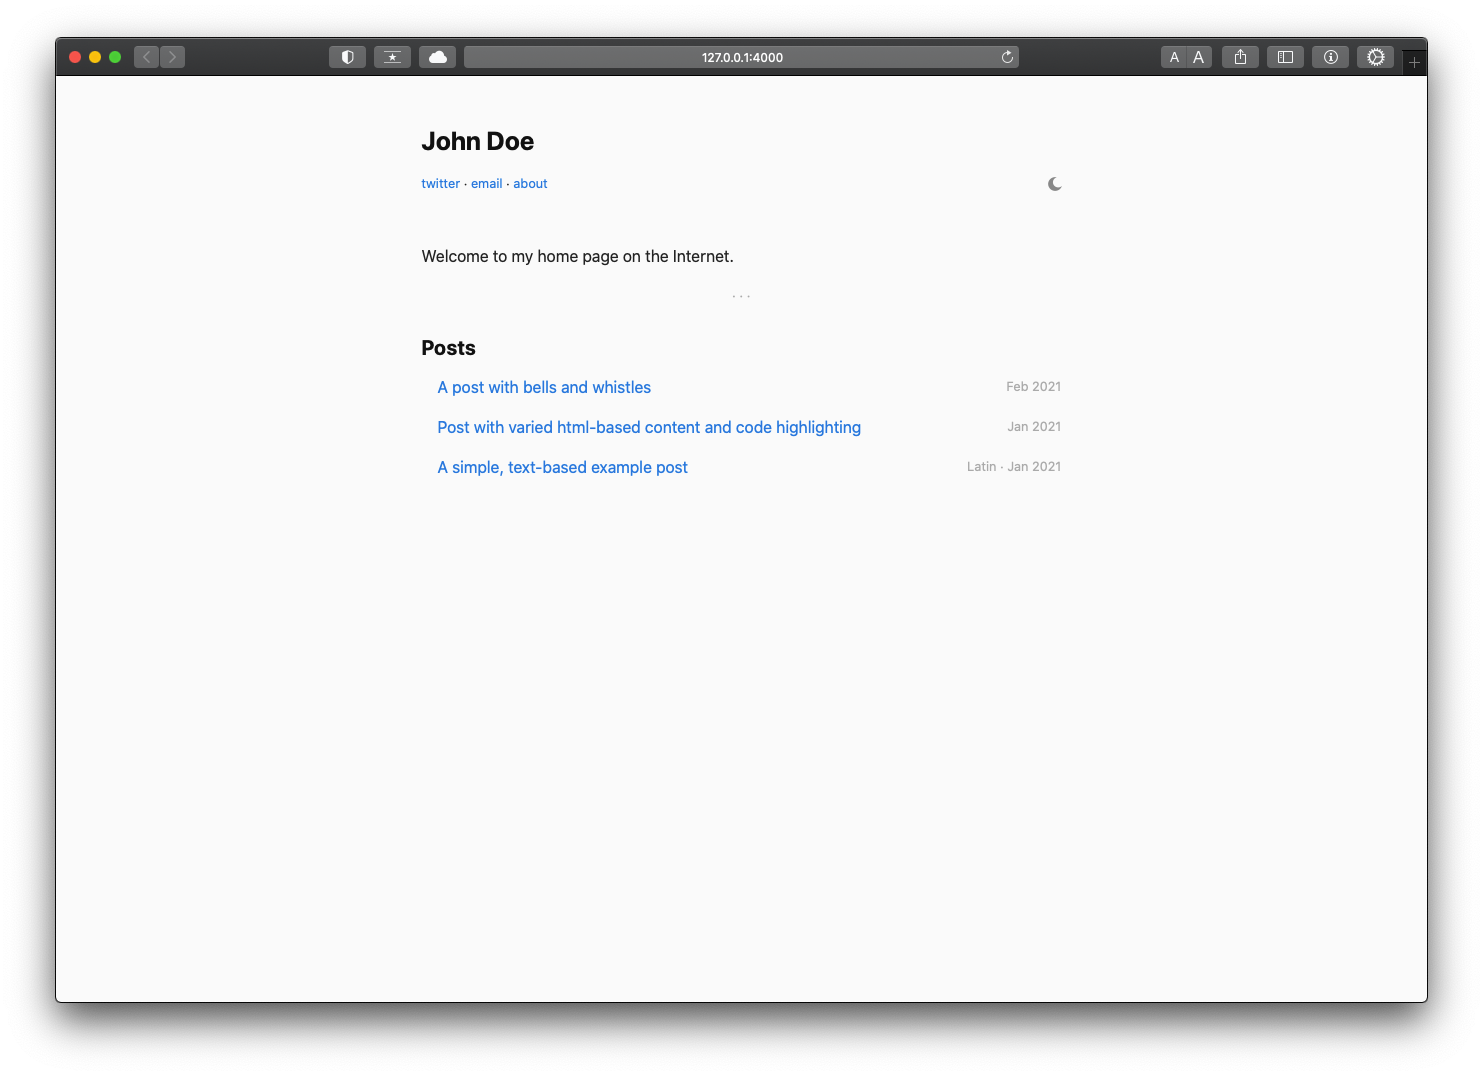 127.0.0.1:4000
A A
John Doe
twitter · email · about
Welcome to my home page on the Internet.
...
Posts
A post with bells and whistles Feb 2021
Post with varied html-based content and code highlighting Jan 2021
A simple, text-based example post Latin · Jan 2021